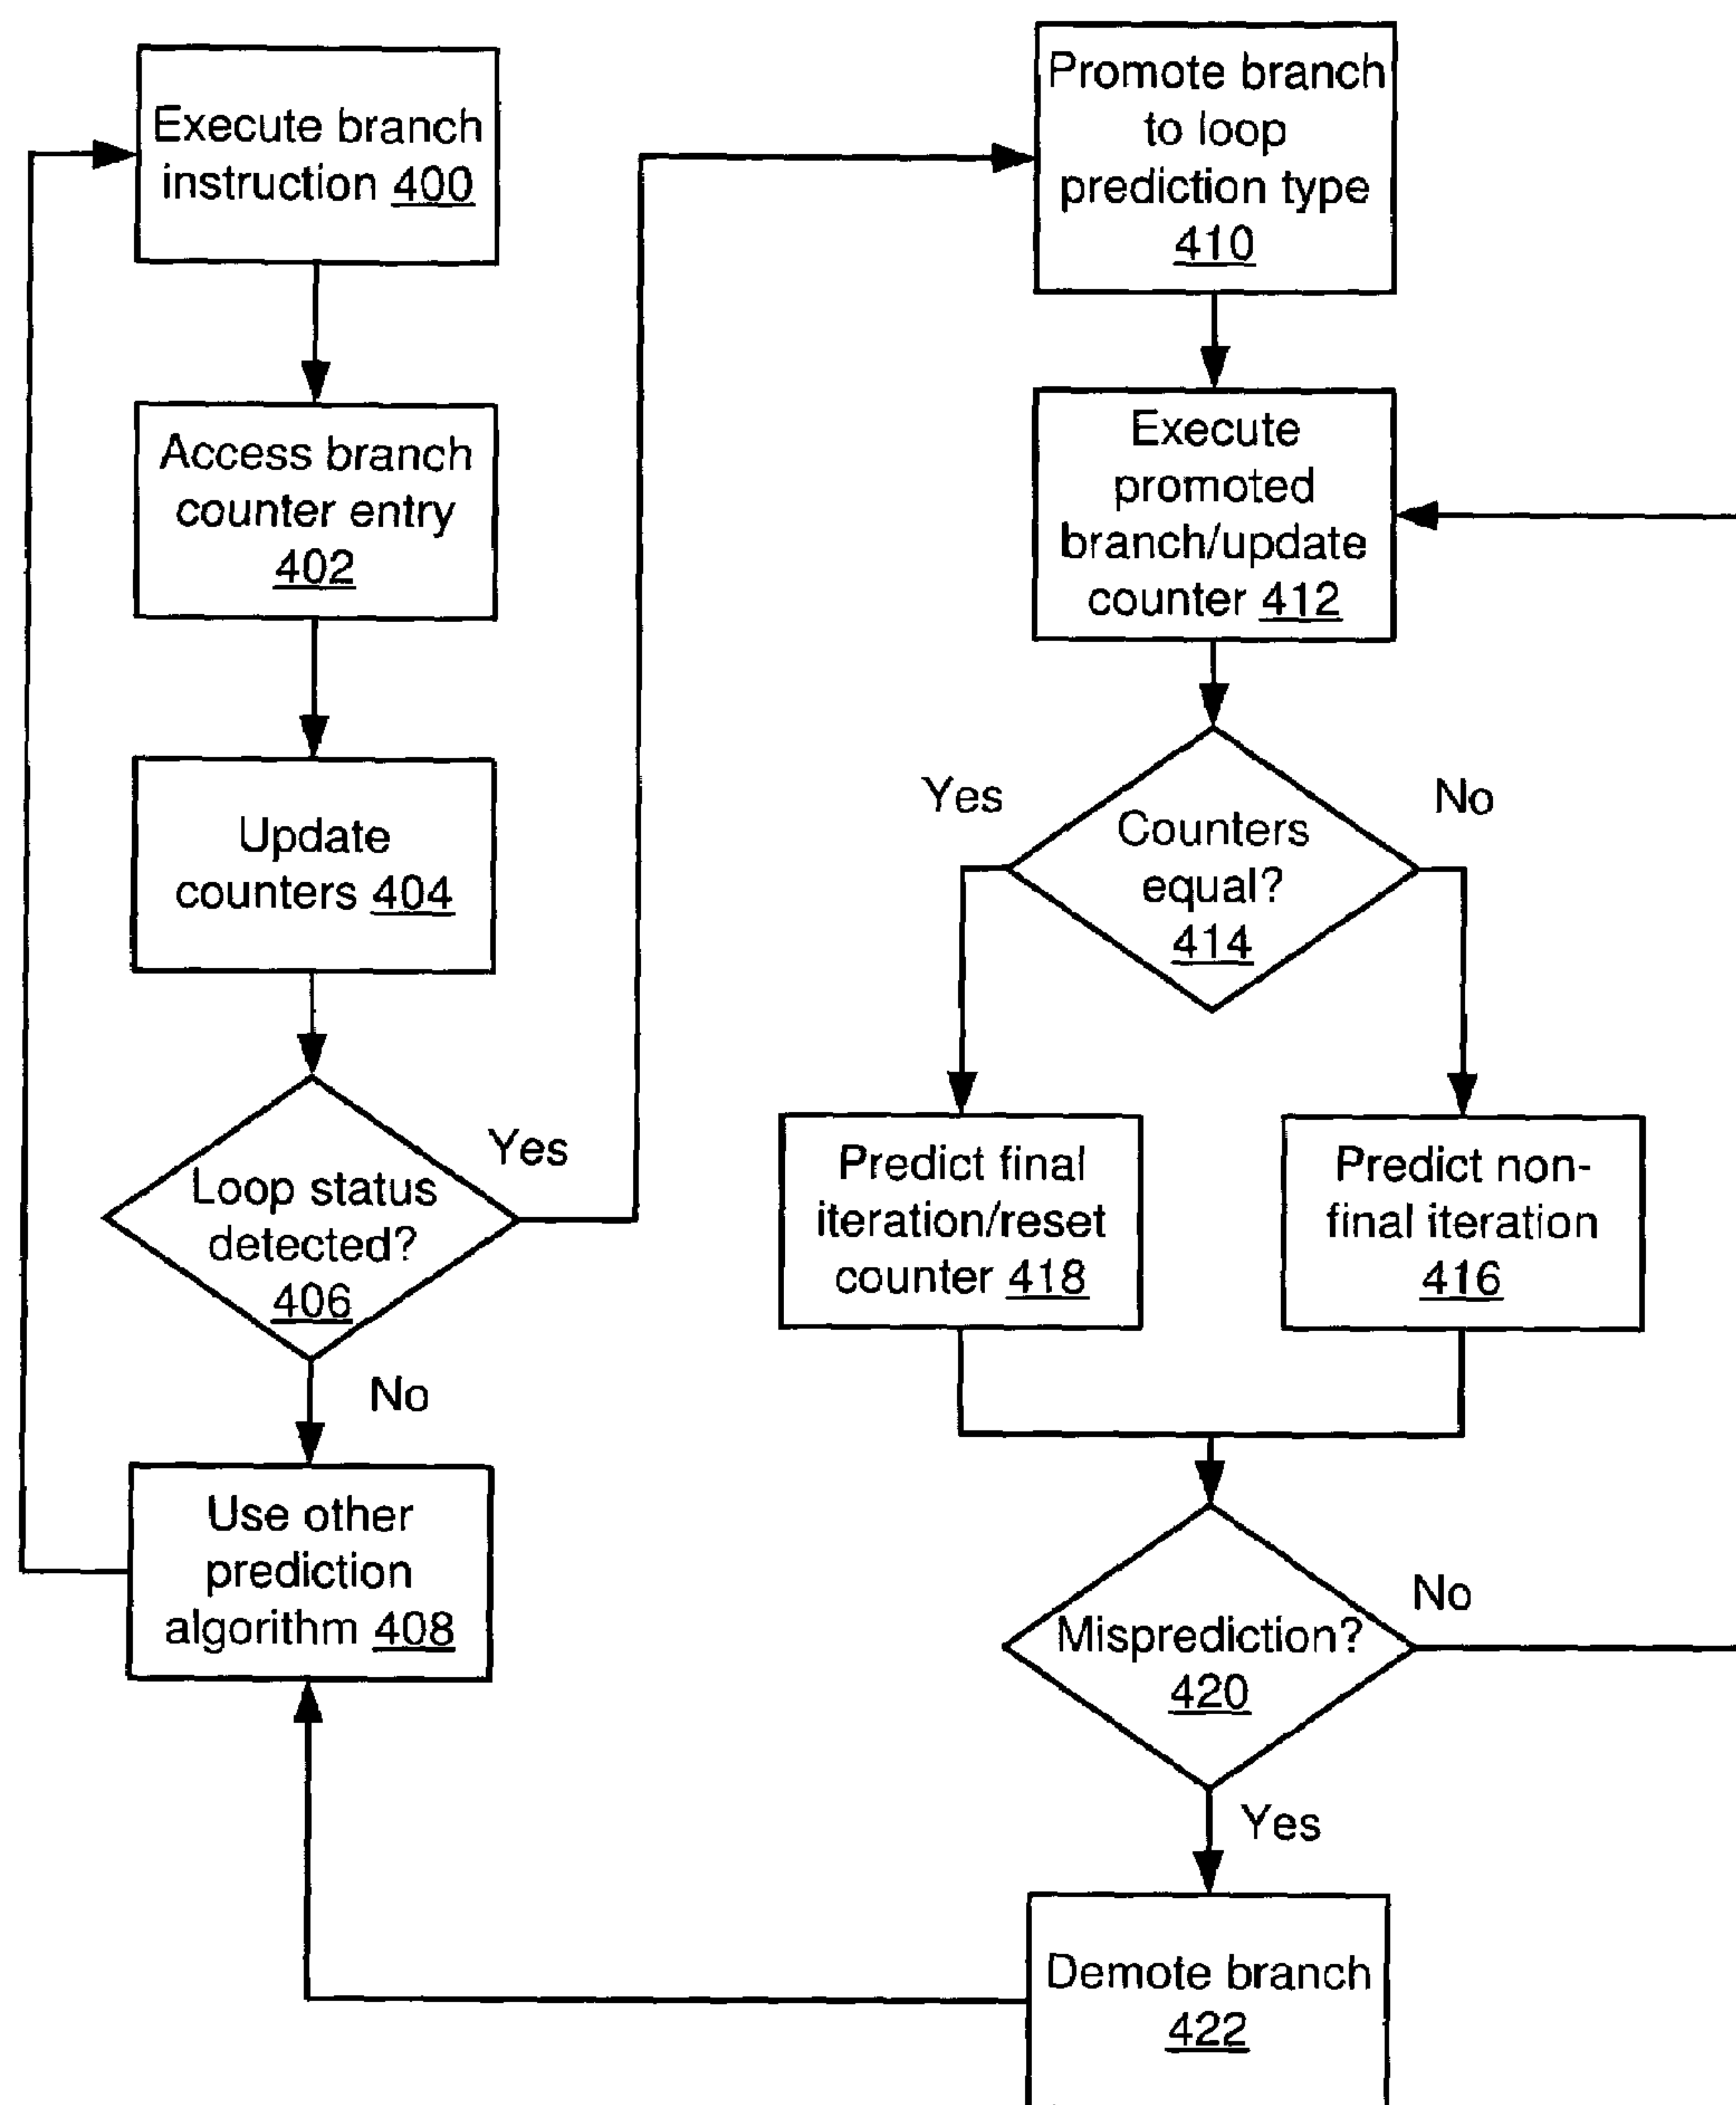 Execute branch
instruction 400
Access branch
counter entry
402
Update
counters 404
Loop status
detected?
406
Yes
No
Use other
prediction
algorithm 408
Promote branch
to loop
prediction type
410
Execute
promoted
branch/update
counter 412
Yes
No
Counters
equal?
414
Predict final
iteration/reset
counter 418
Predict non-
final iteration
416
Misprediction?
420
No
Yes
Demote branch
422